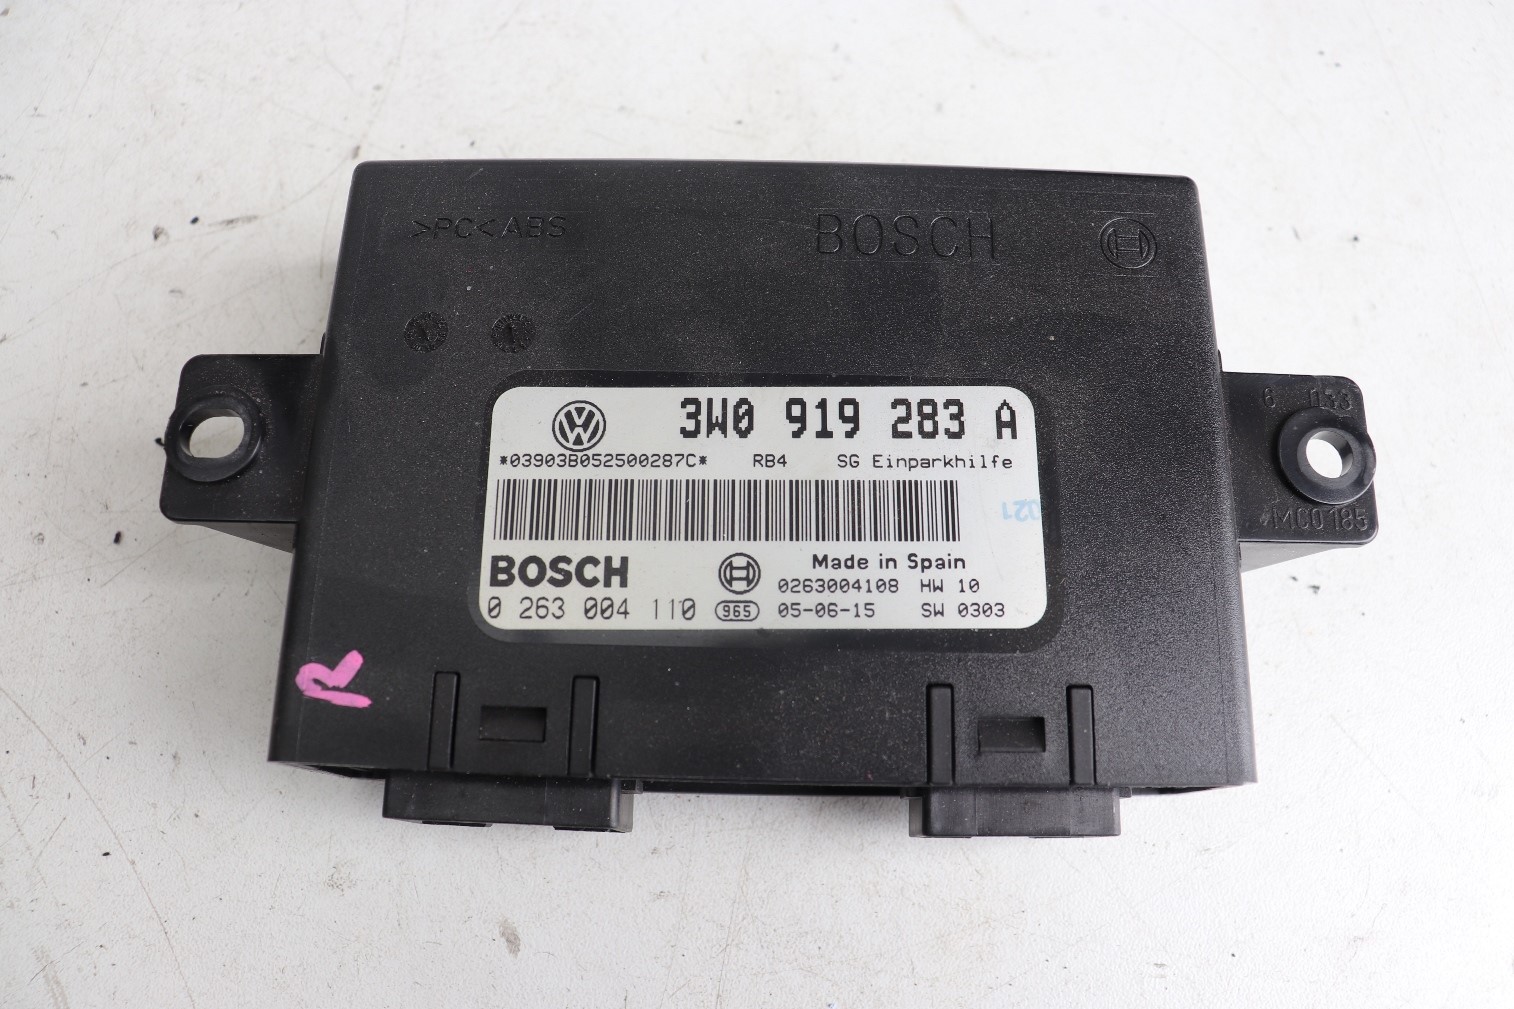 >PC<ABS
BOSCH
3W0 919 283 A
*03903B052500287C* RB4 SG Einparkhilfe
021
BOSCH
Made in Spain
0263004108 HW 10
0 263 004 110 965 05-06-15 SW 0303
MC0185
R